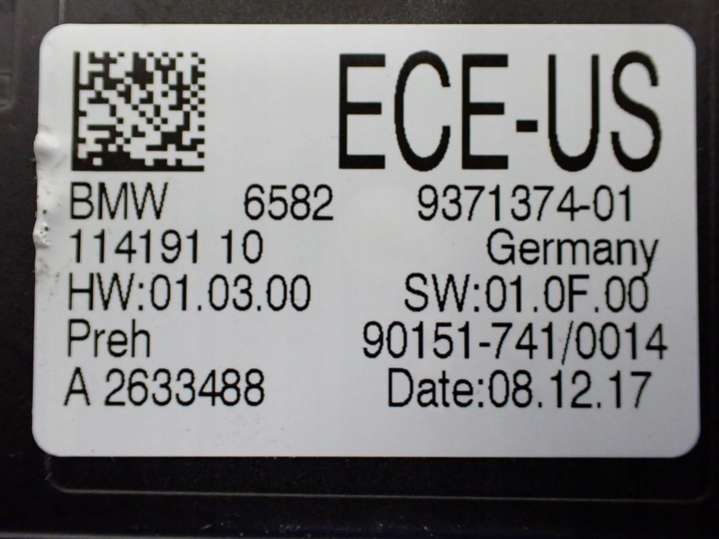 ECE-US
BMW 6582 9371374-01
114191 10 Germany
HW:01.03.00 SW:01.0F.00
Preh 90151-741/0014
A 2633488 Date:08.12.17